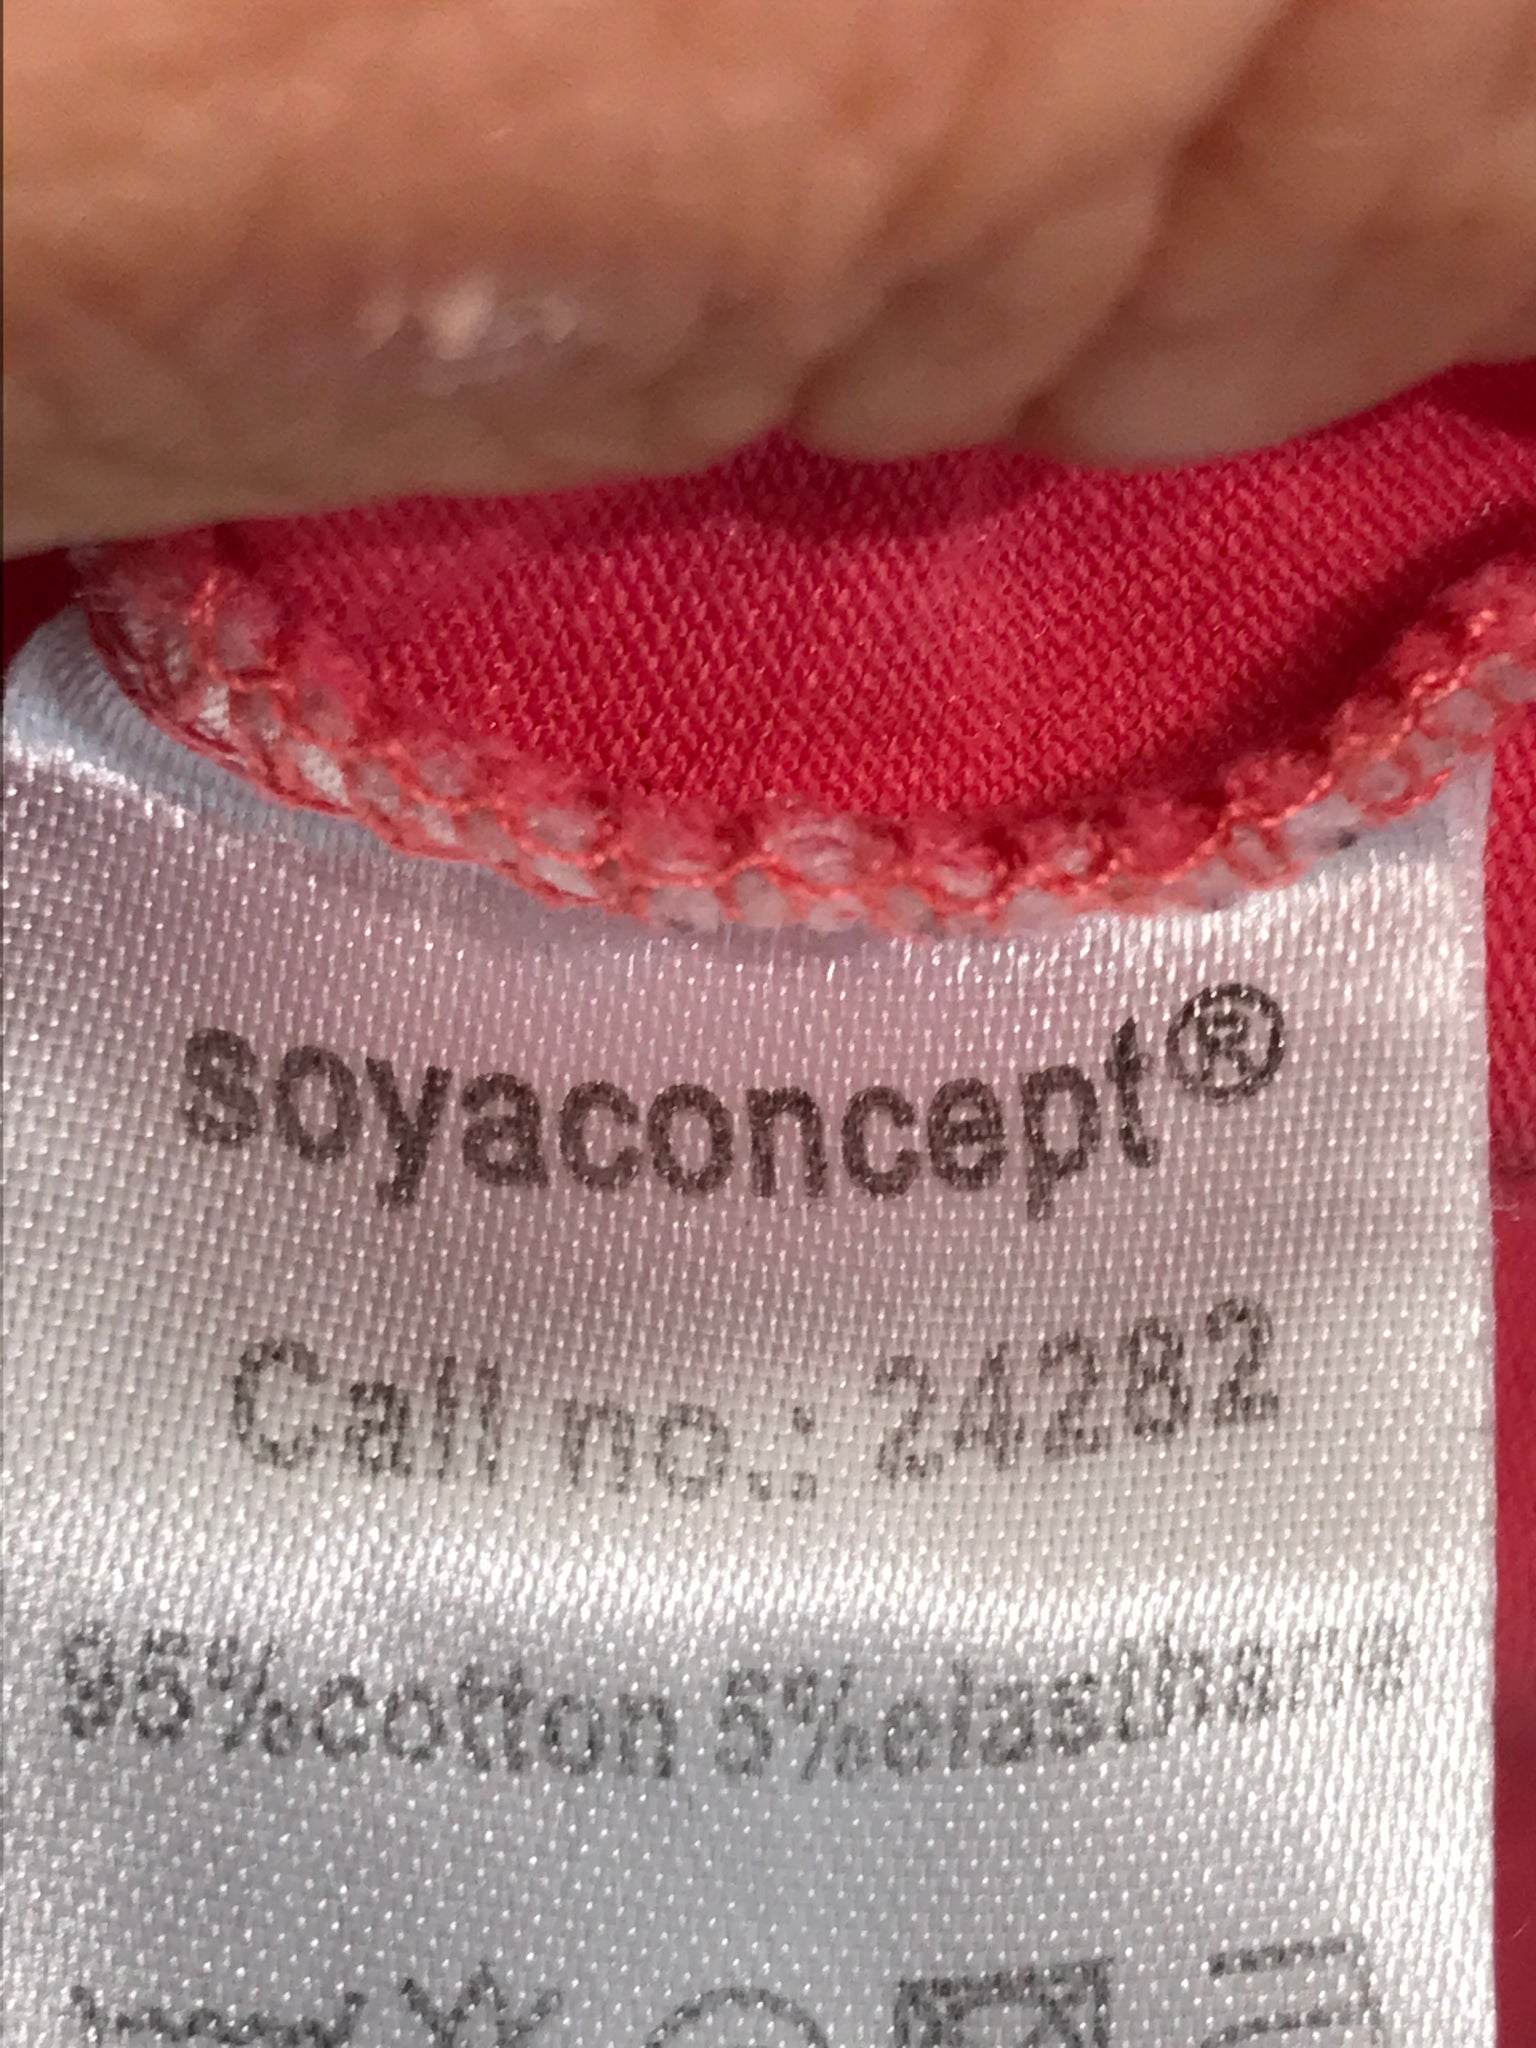 soyaconcept®
Call no.: 24282
95%cotton 5%elasthane